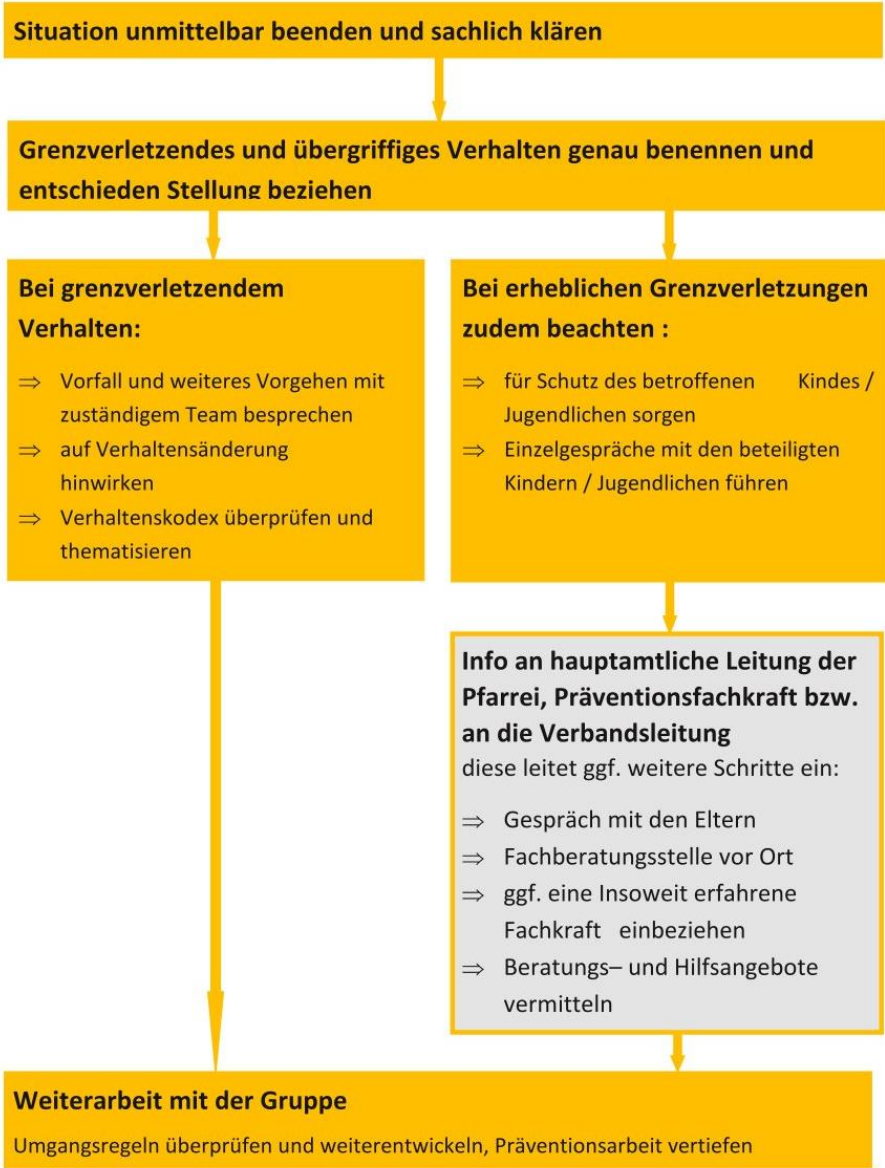 Situation unmittelbar beenden und sachlich klären
Grenzverletzendes und übergriffiges Verhalten genau benennen und
entschieden Stellung beziehen
Bei grenzverletzendem
Verhalten:
⇒ Vorfall und weiteres Vorgehen mit
zuständigem Team besprechen
⇒ auf Verhaltensänderung
hinwirken
⇒ Verhaltenskodex überprüfen und
thematisieren
Bei erheblichen Grenzverletzungen
zudem beachten :
⇒ für Schutz des betroffenen Kindes /
Jugendlichen sorgen
⇒ Einzelgespräche mit den beteiligten
Kindern / Jugendlichen führen
Info an hauptamtliche Leitung der
Pfarrei, Präventionsfachkraft bzw.
an die Verbandsleitung
diese leitet ggf. weitere Schritte ein:
⇒ Gespräch mit den Eltern
⇒ Fachberatungsstelle vor Ort
⇒ ggf. eine Insoweit erfahrene
Fachkraft einbeziehen
⇒ Beratungs– und Hilfsangebote
vermitteln
Weiterarbeit mit der Gruppe
Umgangsregeln überprüfen und weiterentwickeln, Präventionsarbeit vertiefen